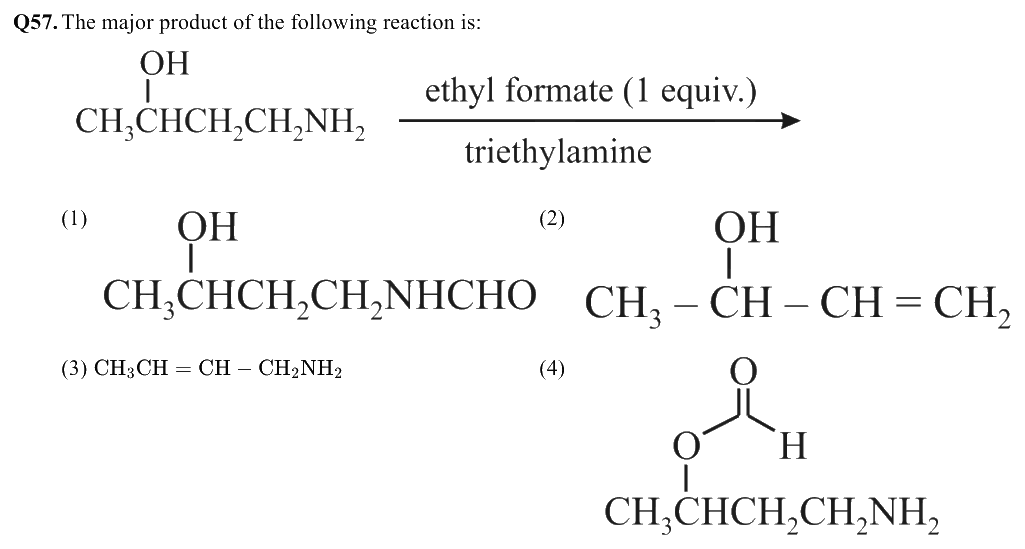 Q57. The major product of the following reaction is:
OH
CH₃CHCH₂CH₂NH₂
ethyl formate (1 equiv.)
triethylamine
(1)
OH
CH₃CHCH₂CH₂NHCHO
(2)
OH
CH₃ – CH – CH = CH₂
(3) CH₃CH = CH − CH₂NH₂
(4)
O
O
H
CH₃CHCH₂CH₂NH₂